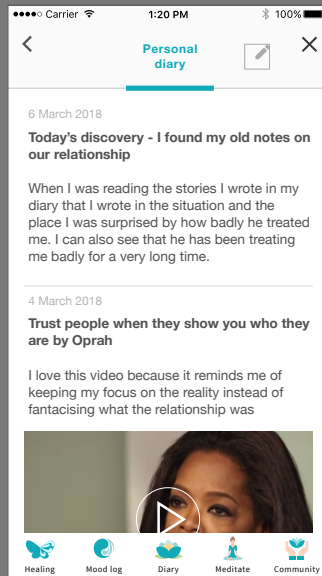 Carrier 1:20 PM 100%
Personal
diary
6 March 2018
Today's discovery - I found my old notes on
our relationship
When I was reading the stories I wrote in my
diary that I wrote in the situation and the
place I was surprised by how badly he treated
me. I can also see that he has been treating
me badly for a very long time.
4 March 2018
Trust people when they show you who they
are by Oprah
I love this video because it reminds me of
keeping my focus on the reality instead of
fantacising what the relationship was
Healing Mood log Diary Meditate Community